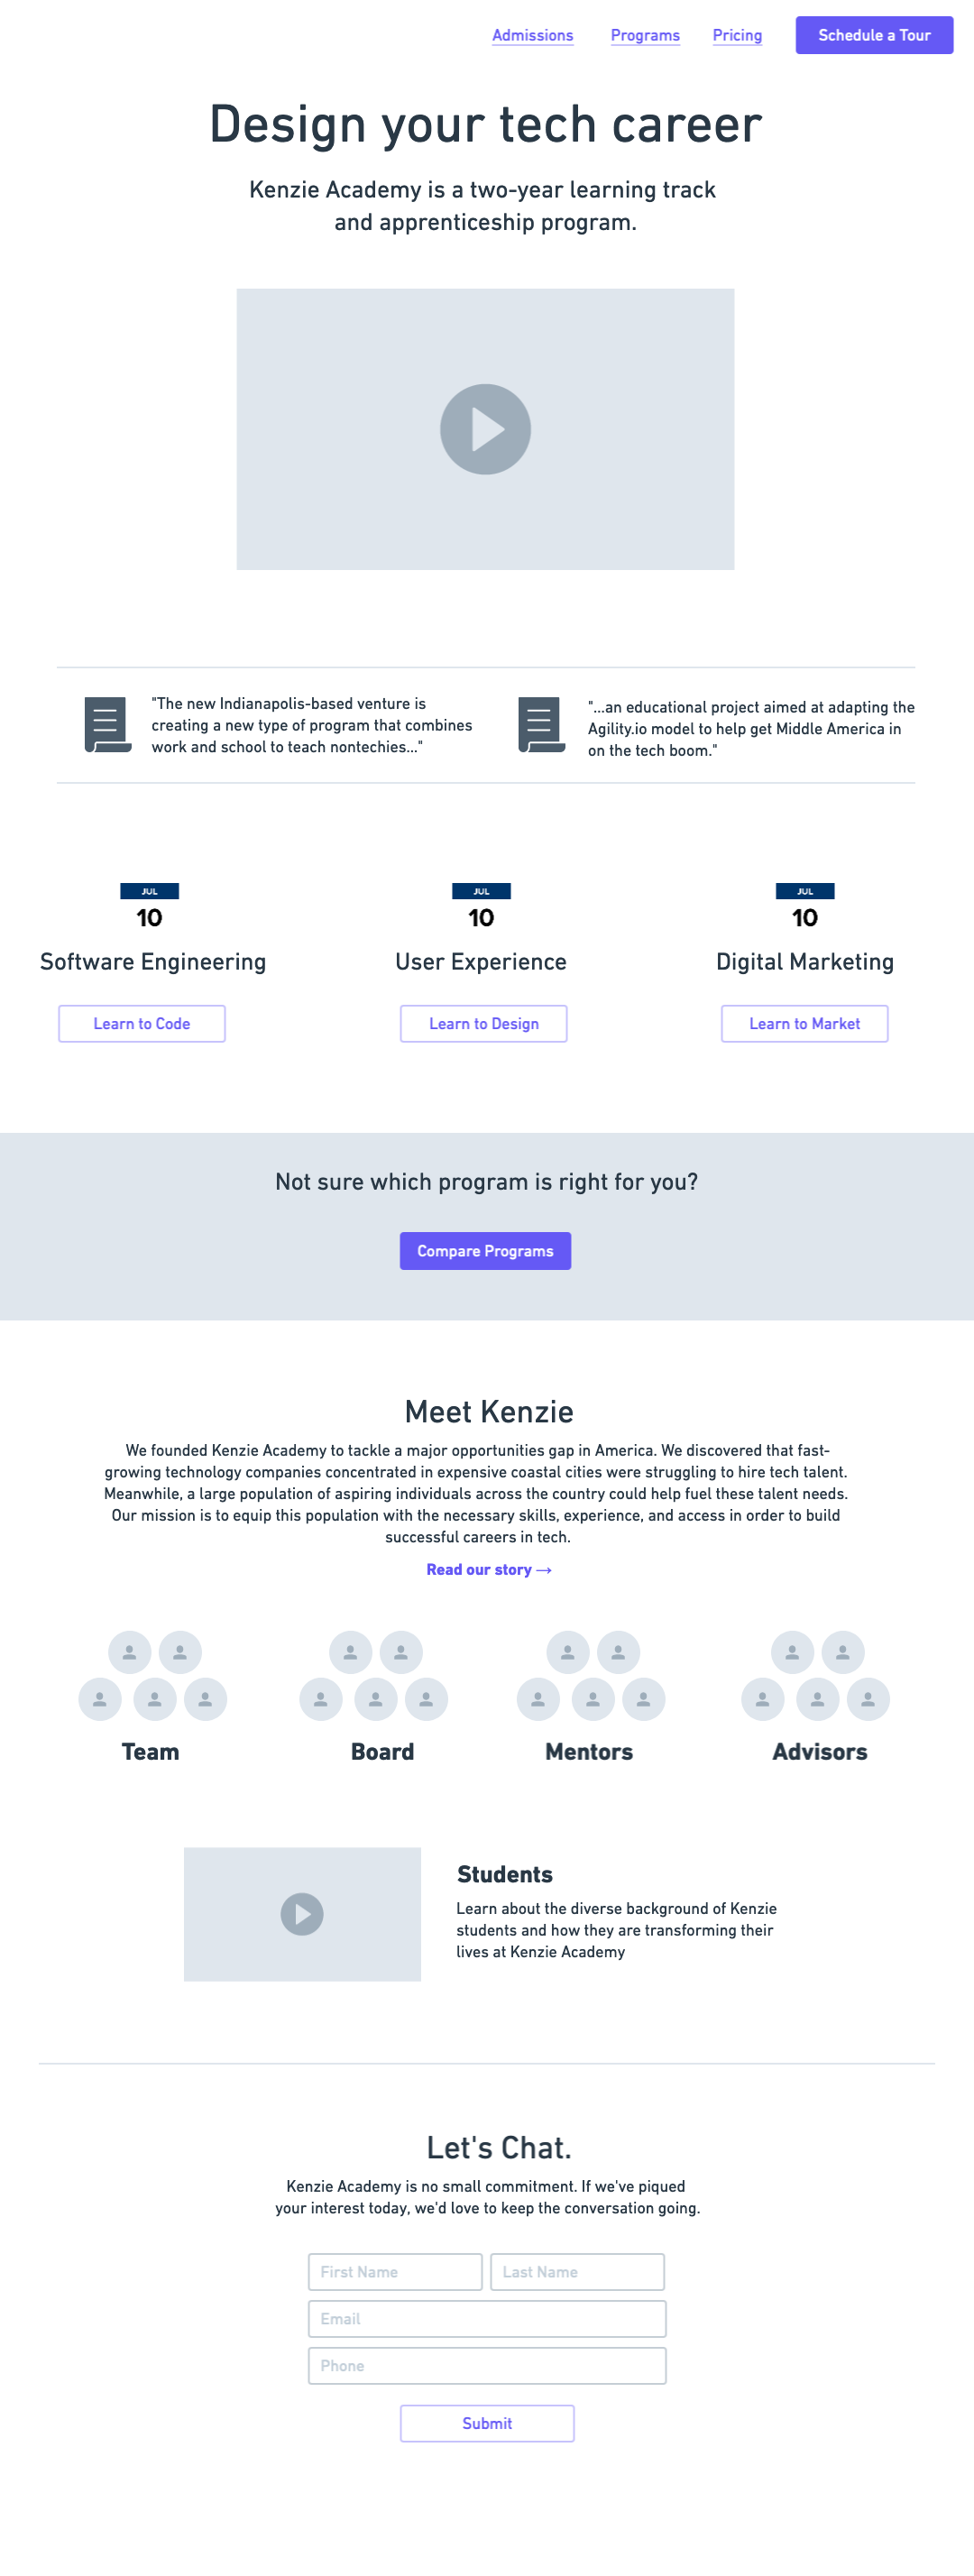 Admissions Programs Pricing Schedule a Tour
Design your tech career
Kenzie Academy is a two-year learning track
and apprenticeship program.
"The new Indianapolis-based venture is
creating a new type of program that combines
work and school to teach nontechies..."
"...an educational project aimed at adapting the
Agility.io model to help get Middle America in
on the tech boom."
JUL
10
Software Engineering
Learn to Code
JUL
10
User Experience
Learn to Design
JUL
10
Digital Marketing
Learn to Market
Not sure which program is right for you?
Compare Programs
Meet Kenzie
We founded Kenzie Academy to tackle a major opportunities gap in America. We discovered that fast-
growing technology companies concentrated in expensive coastal cities were struggling to hire tech talent.
Meanwhile, a large population of aspiring individuals across the country could help fuel these talent needs.
Our mission is to equip this population with the necessary skills, experience, and access in order to build
successful careers in tech.
Read our story →
Team Board Mentors Advisors
Students
Learn about the diverse background of Kenzie
students and how they are transforming their
lives at Kenzie Academy
Let's Chat.
Kenzie Academy is no small commitment. If we've piqued
your interest today, we'd love to keep the conversation going.
First Name Last Name
Email
Phone
Submit